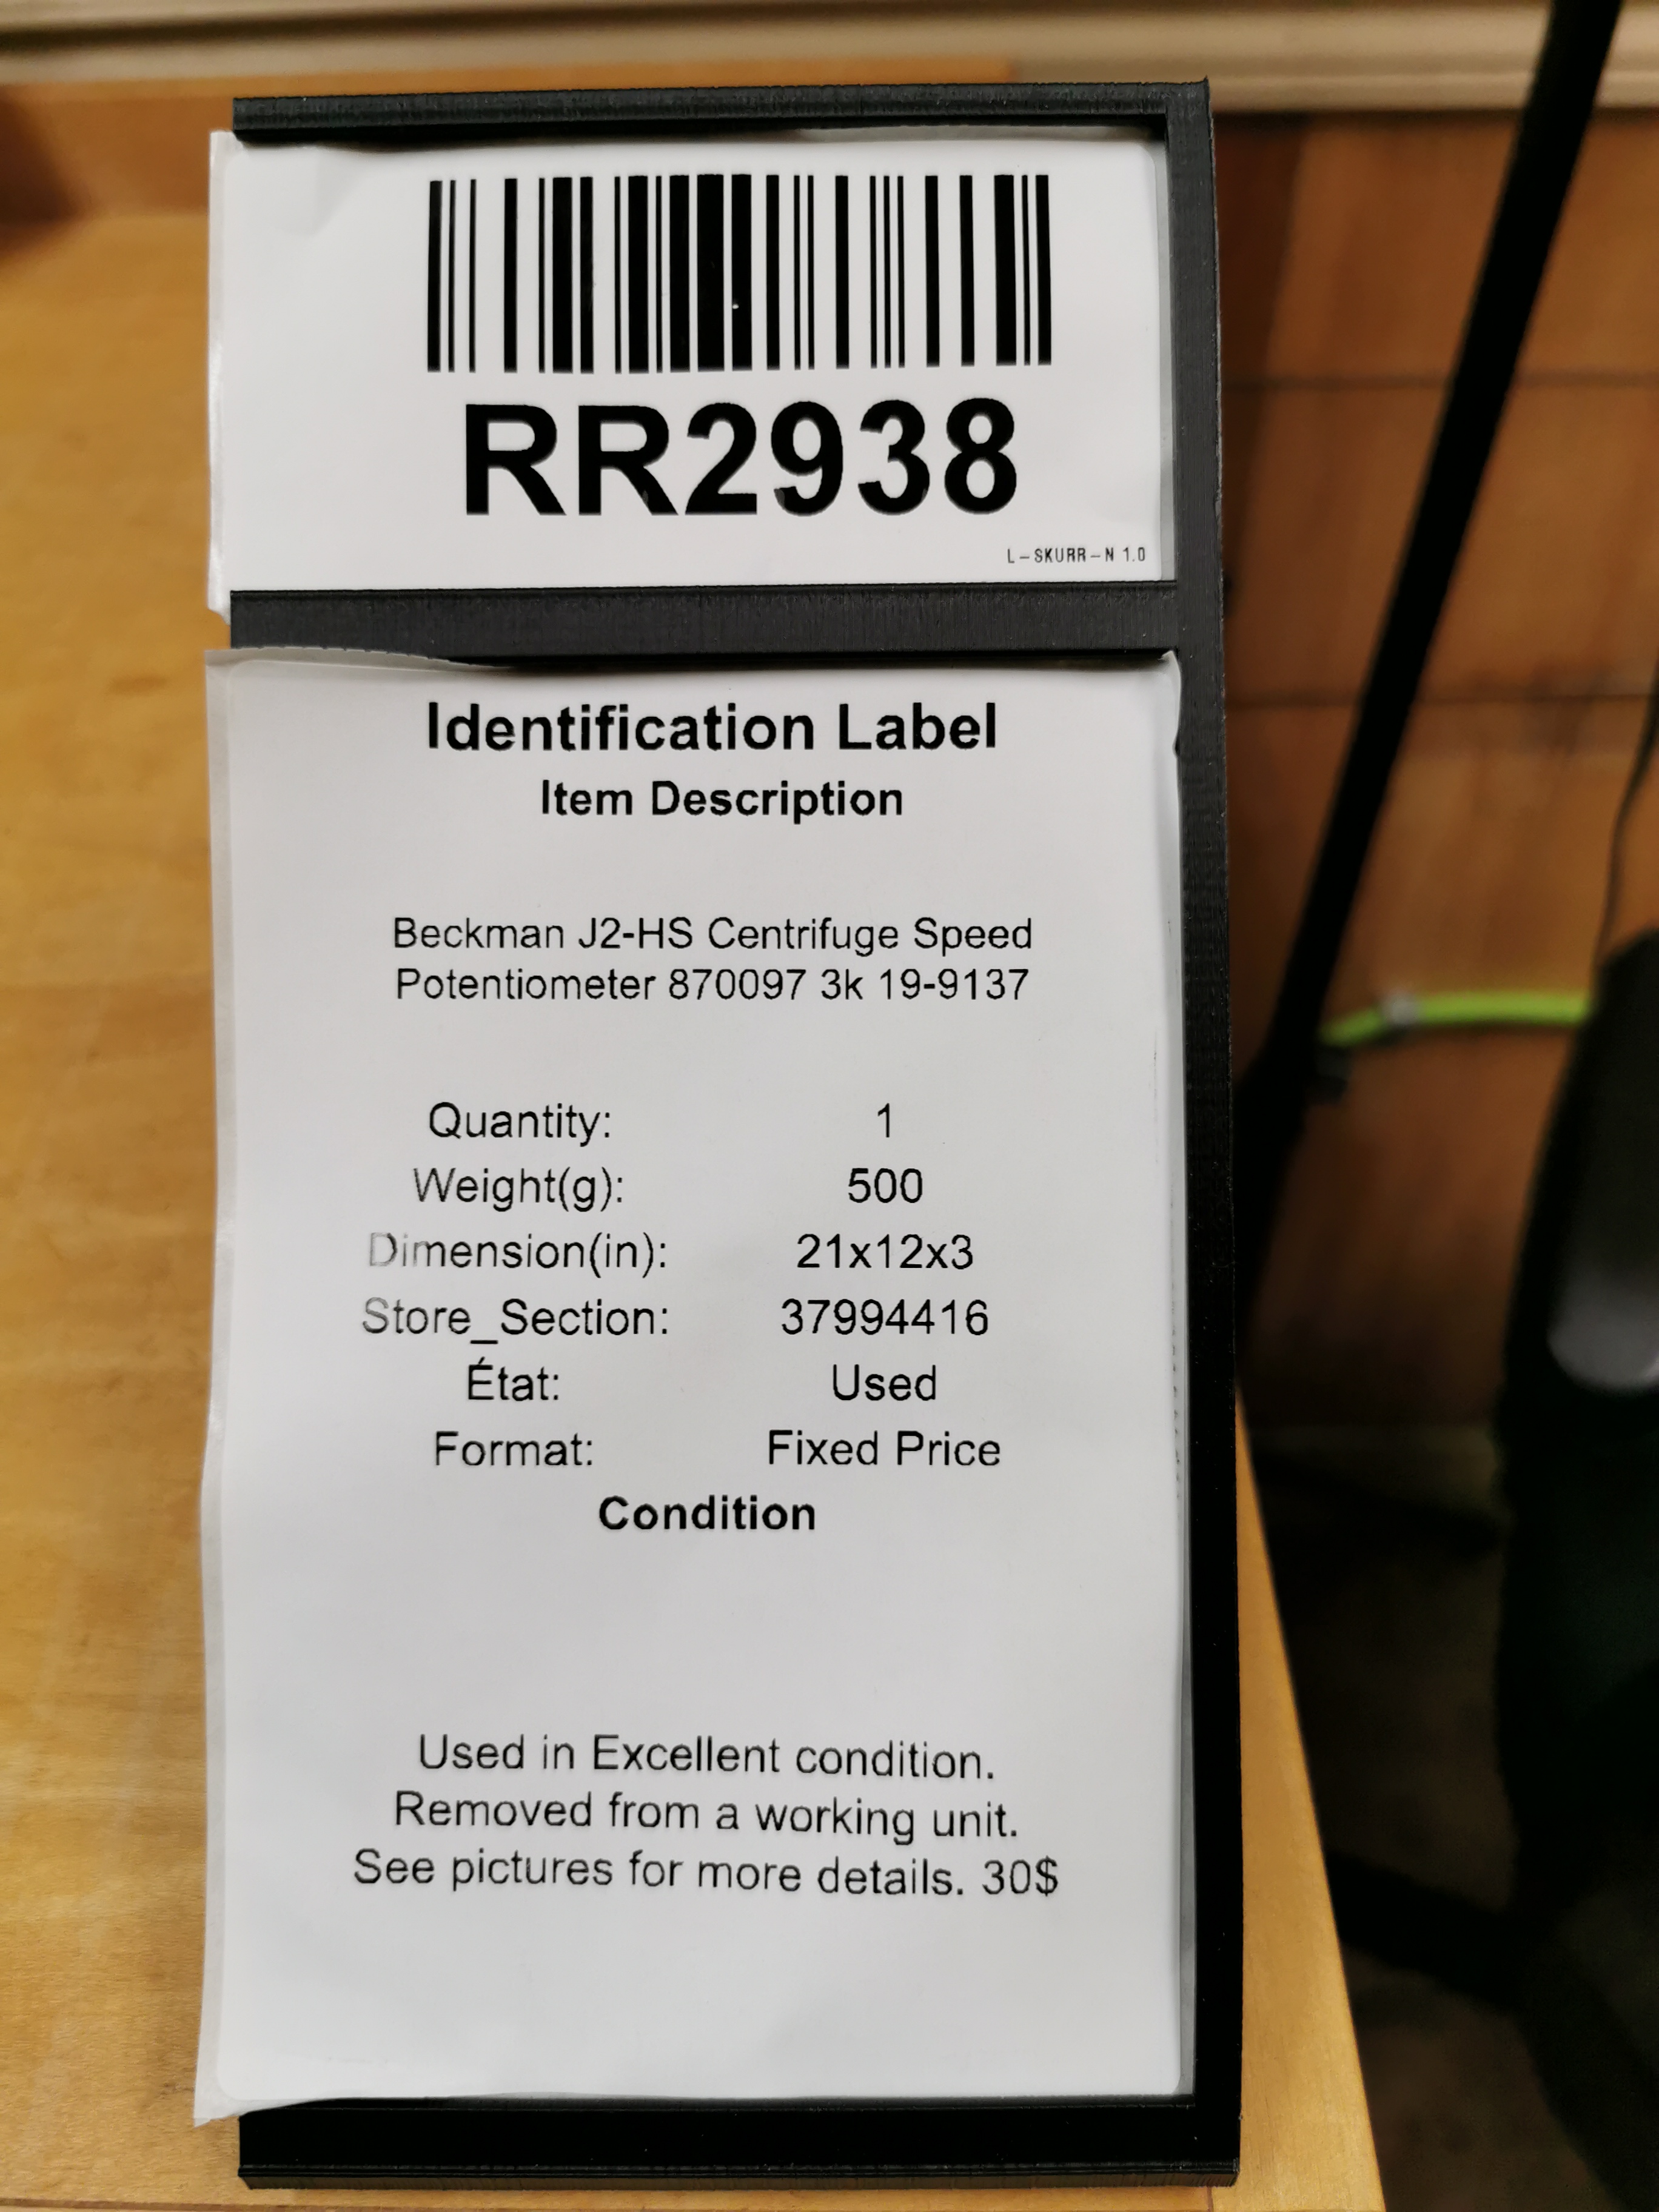 RR2938
L-SKURR-N 1.0
Identification Label
Item Description
Beckman J2-HS Centrifuge Speed
Potentiometer 870097 3k 19-9137
Quantity: 1
Weight(g): 500
Dimension(in): 21x12x3
Store_Section: 37994416
État: Used
Format: Fixed Price
Condition
Used in Excellent condition.
Removed from a working unit.
See pictures for more details. 30$